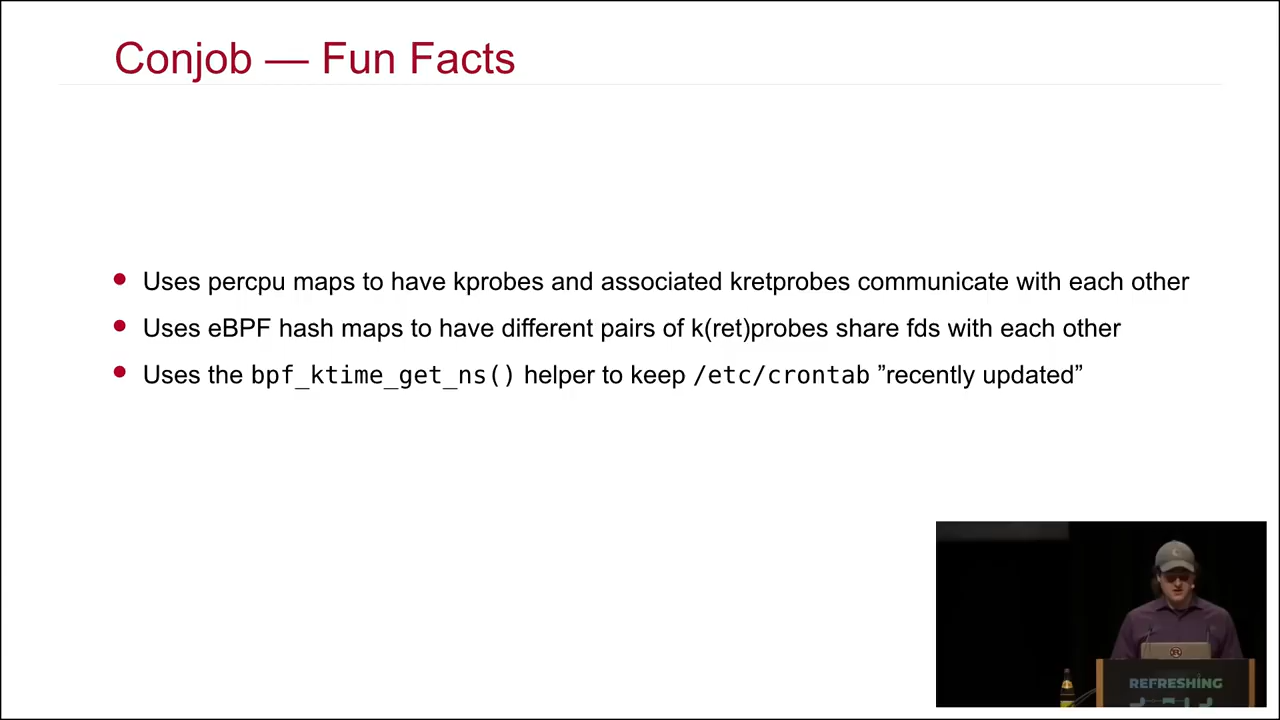 Conjob — Fun Facts
Uses percpu maps to have kprobes and associated kretprobes communicate with each other
Uses eBPF hash maps to have different pairs of k(ret)probes share fds with each other
Uses the bpf_ktime_get_ns() helper to keep /etc/crontab ”recently updated”
REFRESHING